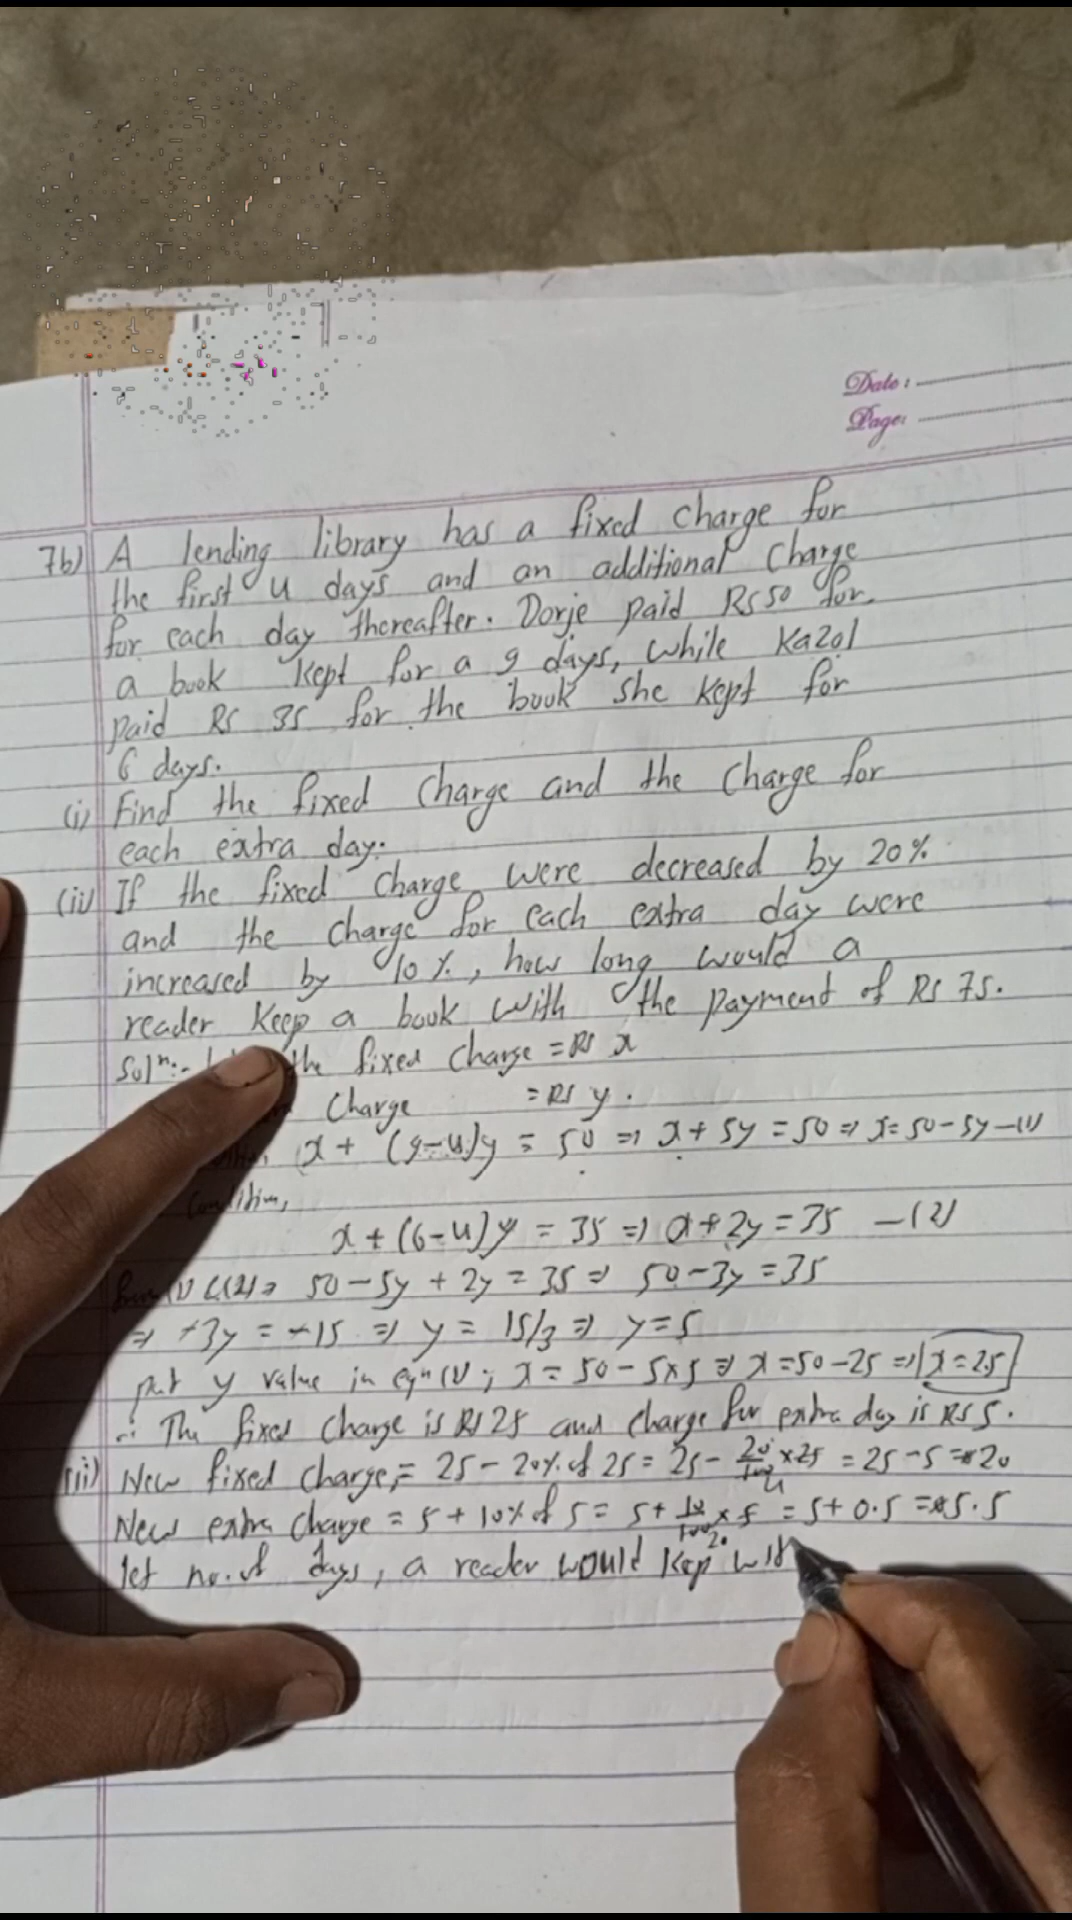 Date:
Page:
7b) A lending library has a fixed charge for
the first 4 days and an additional charge
for each day thereafter. Dorje paid Rs 50 for
a book kept for a 9 days, while Kazol
paid Rs 35 for the book she kept for
6 days.
(i) Find the fixed charge and the charge for
each extra day.
(ii) If the fixed charge were decreased by 20%
and the charge for each extra day were
increased by 10%, how long would a
reader keep a book with the payment of Rs 75.
Solⁿ:- the fixed charge = Rs x
charge = Rs y.
x + (9-4)y = 50 ⇒ x + 5y = 50 ⇒ x = 50 - 5y -(1)
condition,
x + (6-4)y = 35 ⇒ x + 2y = 35 -(2)
from (1) & (2) ⇒ 50 - 5y + 2y = 35 ⇒ 50 - 3y = 35
⇒ -3y = -15 ⇒ y = 15/3 ⇒ y = 5
put y value in eqⁿ (1); x = 50 - 5×5 ⇒ x = 50 - 25 ⇒ x = 25
∴ The fixed charge is Rs 25 and charge for extra day is Rs 5.
(ii) New fixed charge, = 25 - 20% of 25 = 25 - 20/100 × 25 = 25 - 5 = 20
New extra charge = 5 + 10% of 5 = 5 + 10/100 × 5 = 5 + 0.5 = 5.5
let no. of days, a reader would kep